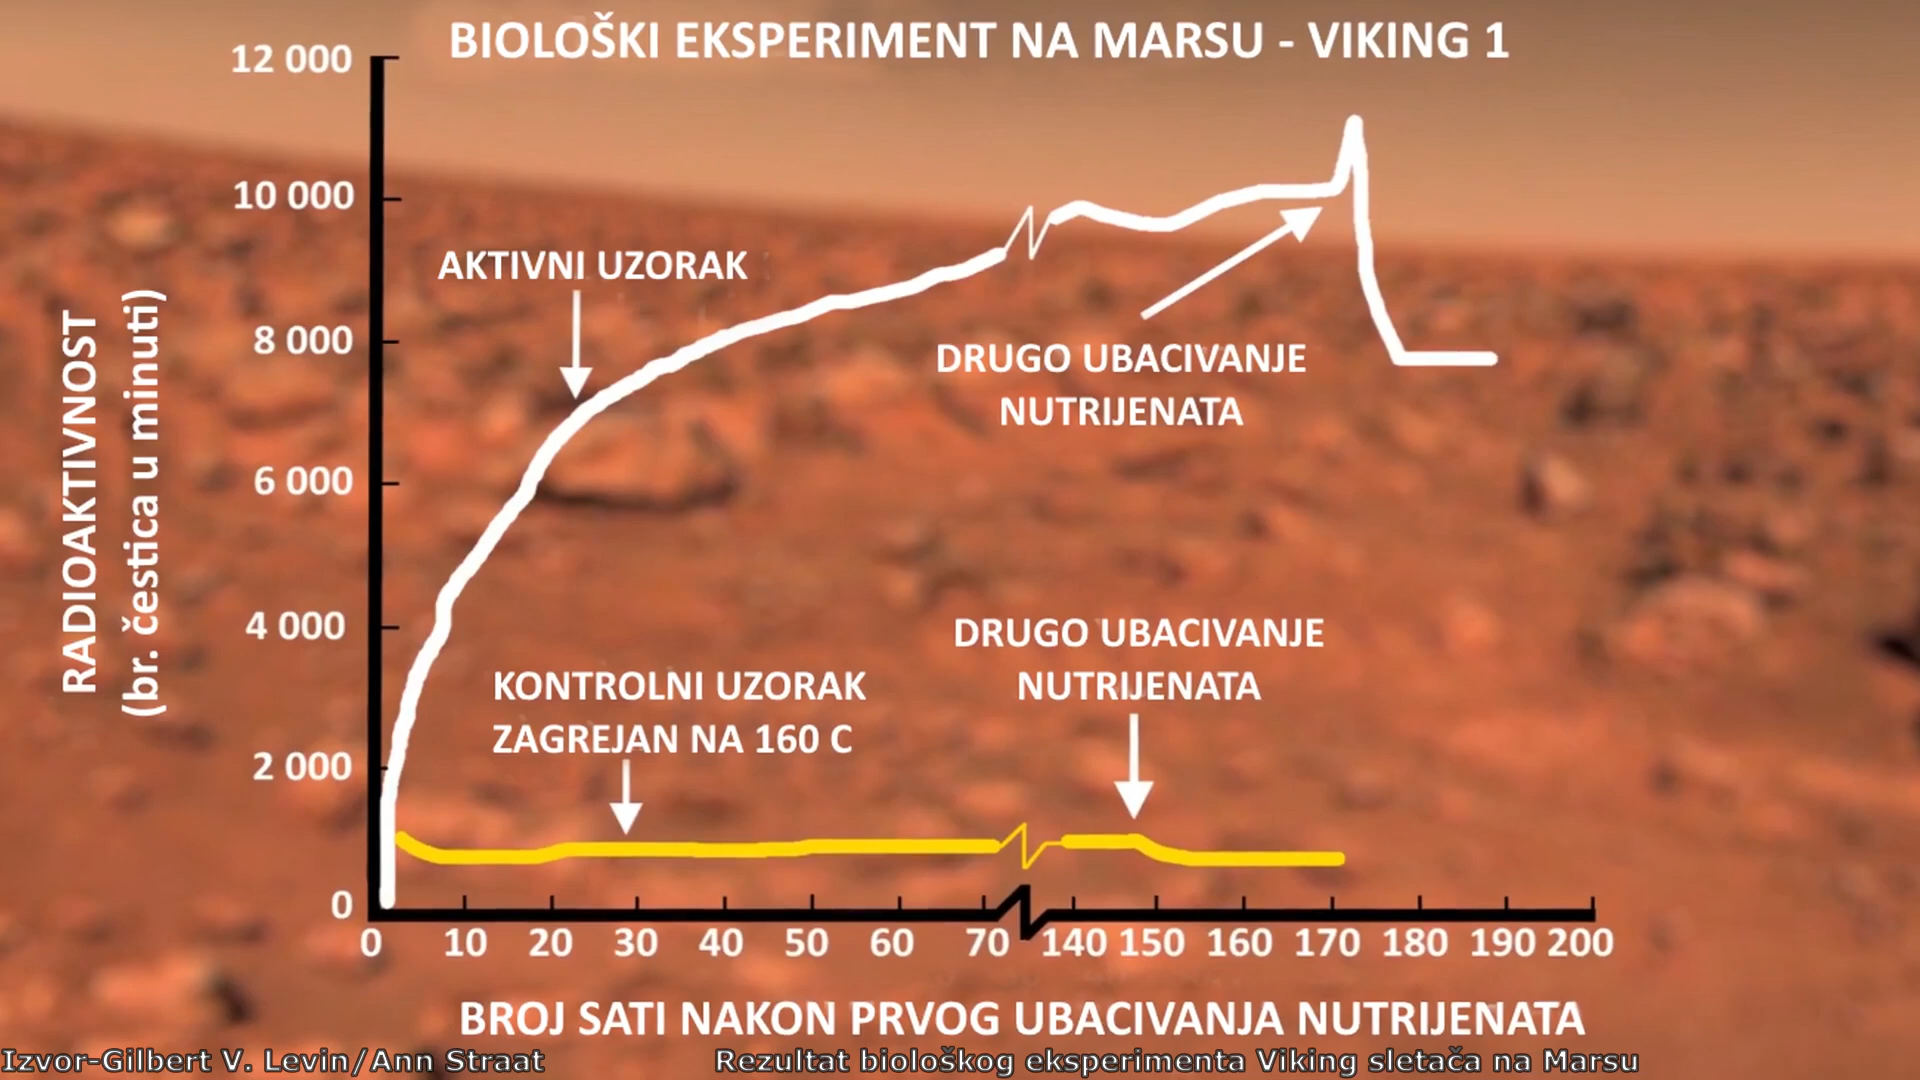 BIOLOŠKI EKSPERIMENT NA MARSU - VIKING 1
12 000
10 000
8 000
6 000
4 000
2 000
0
RADIOAKTIVNOST
(br. čestica u minuti)
AKTIVNI UZORAK
DRUGO UBACIVANJE
NUTRIJENATA
KONTROLNI UZORAK
ZAGREJAN NA 160 C
DRUGO UBACIVANJE
NUTRIJENATA
0 10 20 30 40 50 60 70 140 150 160 170 180 190 200
BROJ SATI NAKON PRVOG UBACIVANJA NUTRIJENATA
Izvor-Gilbert V. Levin/Ann Straat
Rezultat biološkog eksperimenta Viking sletača na Marsu